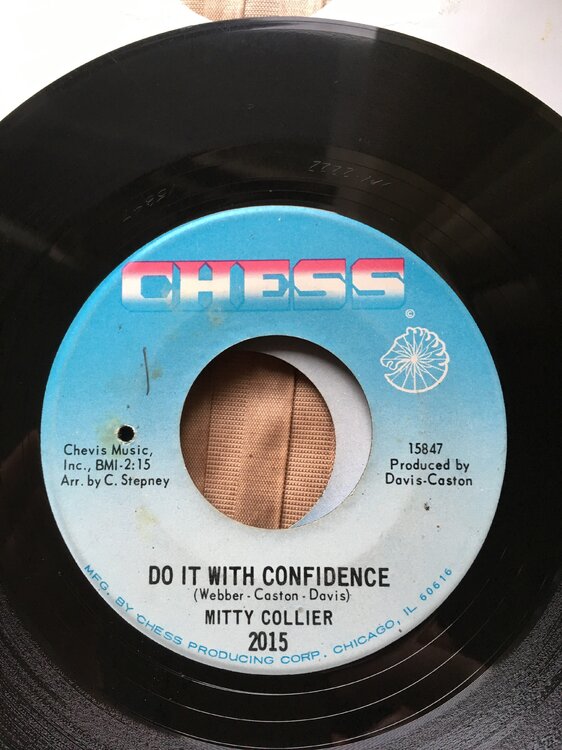 CHESS
©
Chevis Music,
Inc., BMI-2:15
Arr. by C. Stepney
15847
Produced by
Davis-Caston
DO IT WITH CONFIDENCE
(Webber - Caston - Davis)
MITTY COLLIER
2015
MFG. BY CHESS PRODUCING CORP., CHICAGO, IL 60616